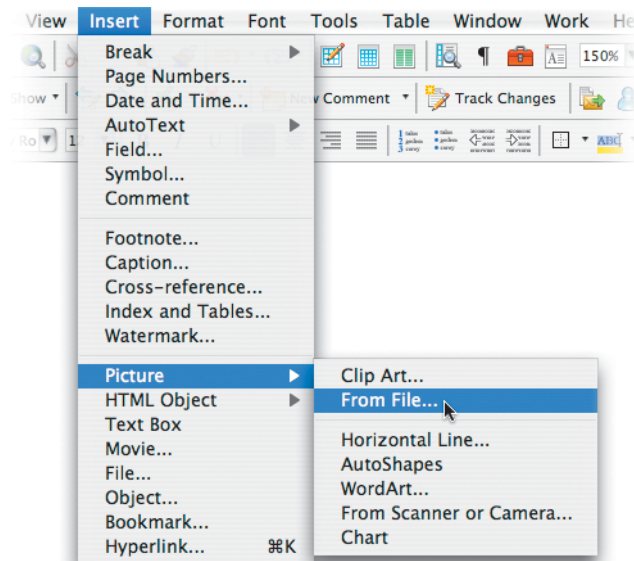 View Insert Format Font Tools Table Window Work
150%
Show Comment Track Changes
Ro
Break
Page Numbers...
Date and Time...
AutoText
Field...
Symbol...
Comment
Footnote...
Caption...
Cross-reference...
Index and Tables...
Watermark...
Picture
HTML Object
Text Box
Movie...
File...
Object...
Bookmark...
Hyperlink... ⌘K
Clip Art...
From File...
Horizontal Line...
AutoShapes
WordArt...
From Scanner or Camera...
Chart